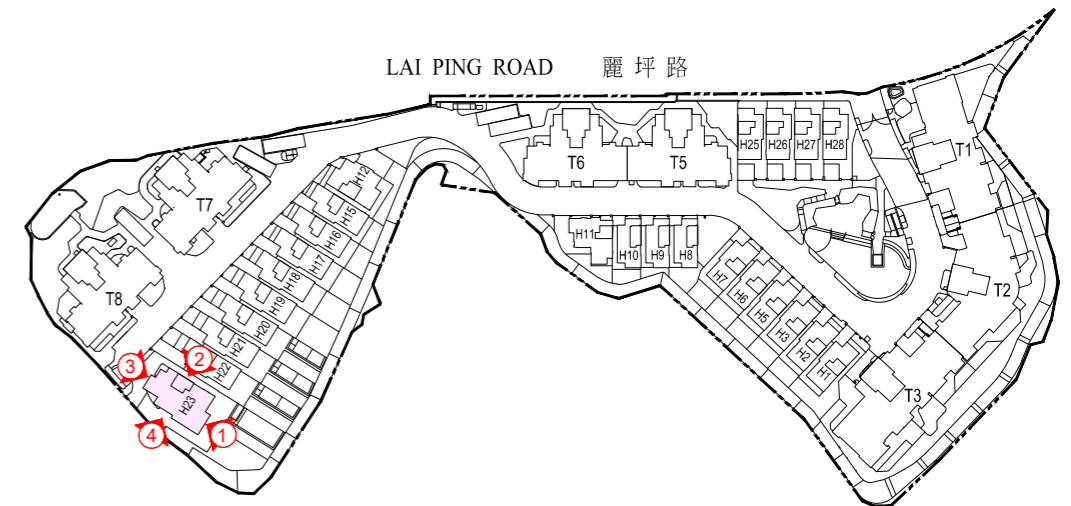 LAI PING ROAD 麗坪路
T1
T6
T5
H25
H26
H27
H28
T7
H12
H15
H16
H17
H18
H19
H20
H21
H22
H23
H11
H10
H9
H8
H7
H6
H5
H3
H2
H1
T2
T3
T8
3
2
4
1